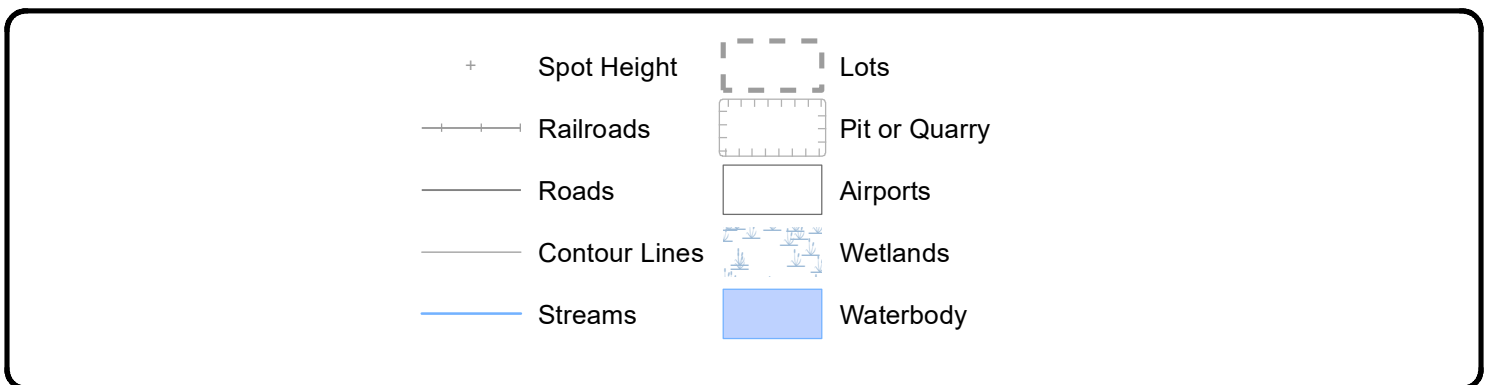 Spot Height
Railroads
Roads
Contour Lines
Streams
Lots
Pit or Quarry
Airports
Wetlands
Waterbody